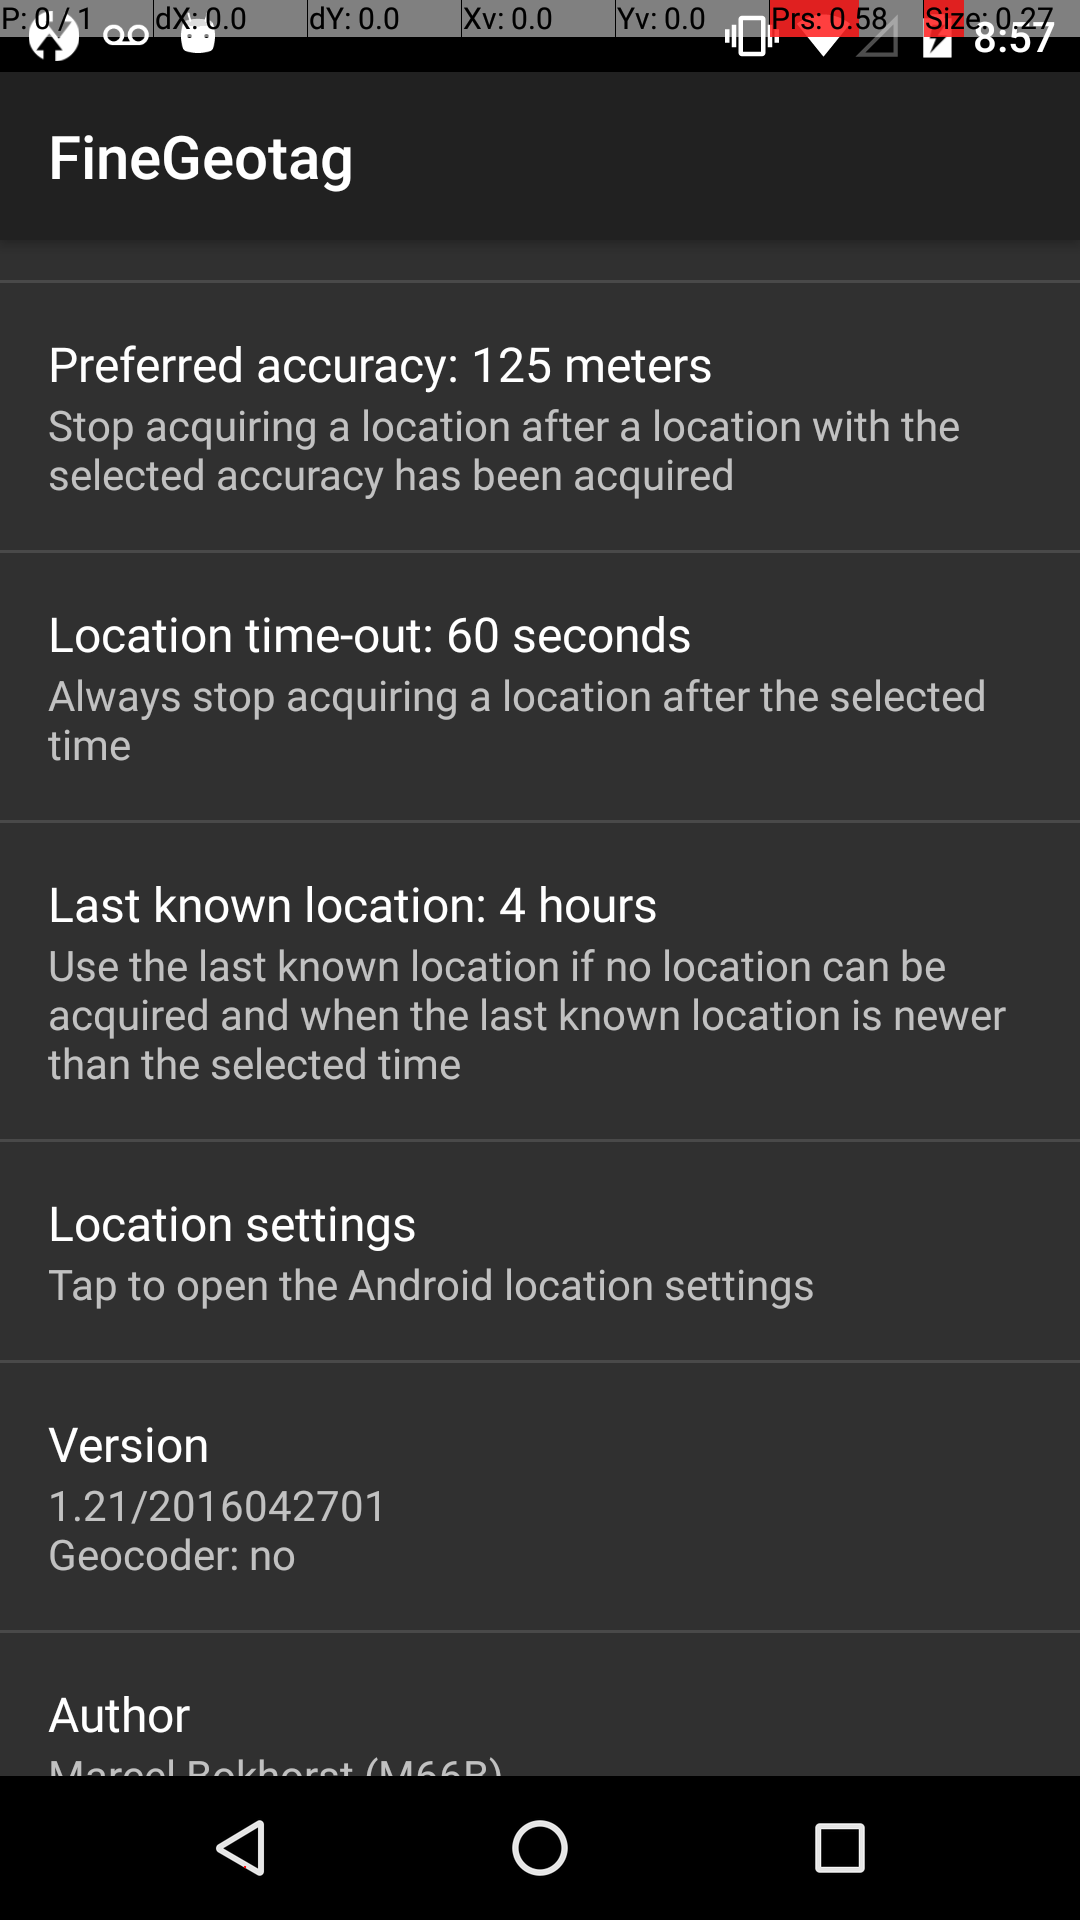 P: 0 / 1 dX: 0.0 dY: 0.0 Xv: 0.0 Yv: 0.0 Prs: 0.58 Size: 0.27
8:57
FineGeotag
Preferred accuracy: 125 meters
Stop acquiring a location after a location with the
selected accuracy has been acquired
Location time-out: 60 seconds
Always stop acquiring a location after the selected
time
Last known location: 4 hours
Use the last known location if no location can be
acquired and when the last known location is newer
than the selected time
Location settings
Tap to open the Android location settings
Version
1.21/2016042701
Geocoder: no
Author
Marcel Bokhorst (M66B)